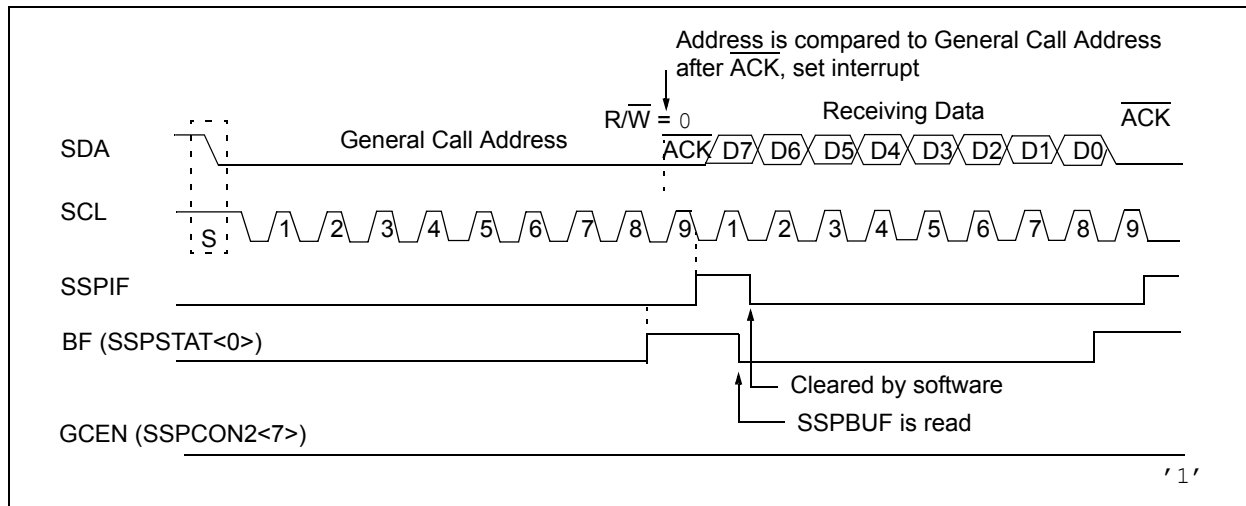 Address is compared to General Call Address
after A̅C̅K̅, set interrupt
R/W̅ = 0
Receiving Data
A̅C̅K̅
SDA
General Call Address
A̅C̅K̅ D7 D6 D5 D4 D3 D2 D1 D0
SCL
S
1 2 3 4 5 6 7 8 9 1 2 3 4 5 6 7 8 9
SSPIF
BF (SSPSTAT<0>)
Cleared by software
SSPBUF is read
GCEN (SSPCON2<7>)
'1'